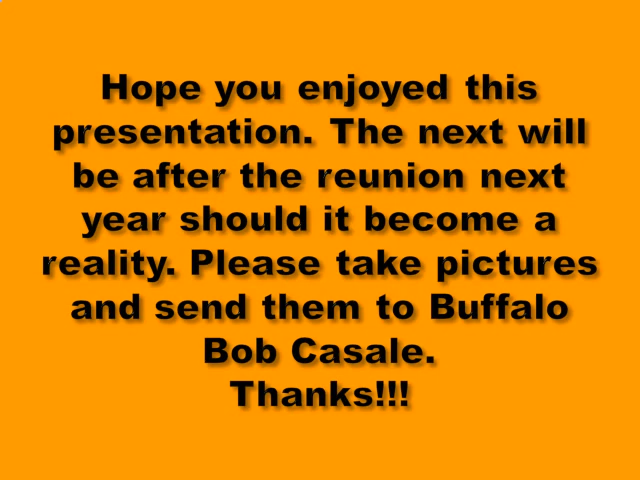 Hope you enjoyed this
presentation. The next will
be after the reunion next
year should it become a
reality. Please take pictures
and send them to Buffalo
Bob Casale.
Thanks!!!